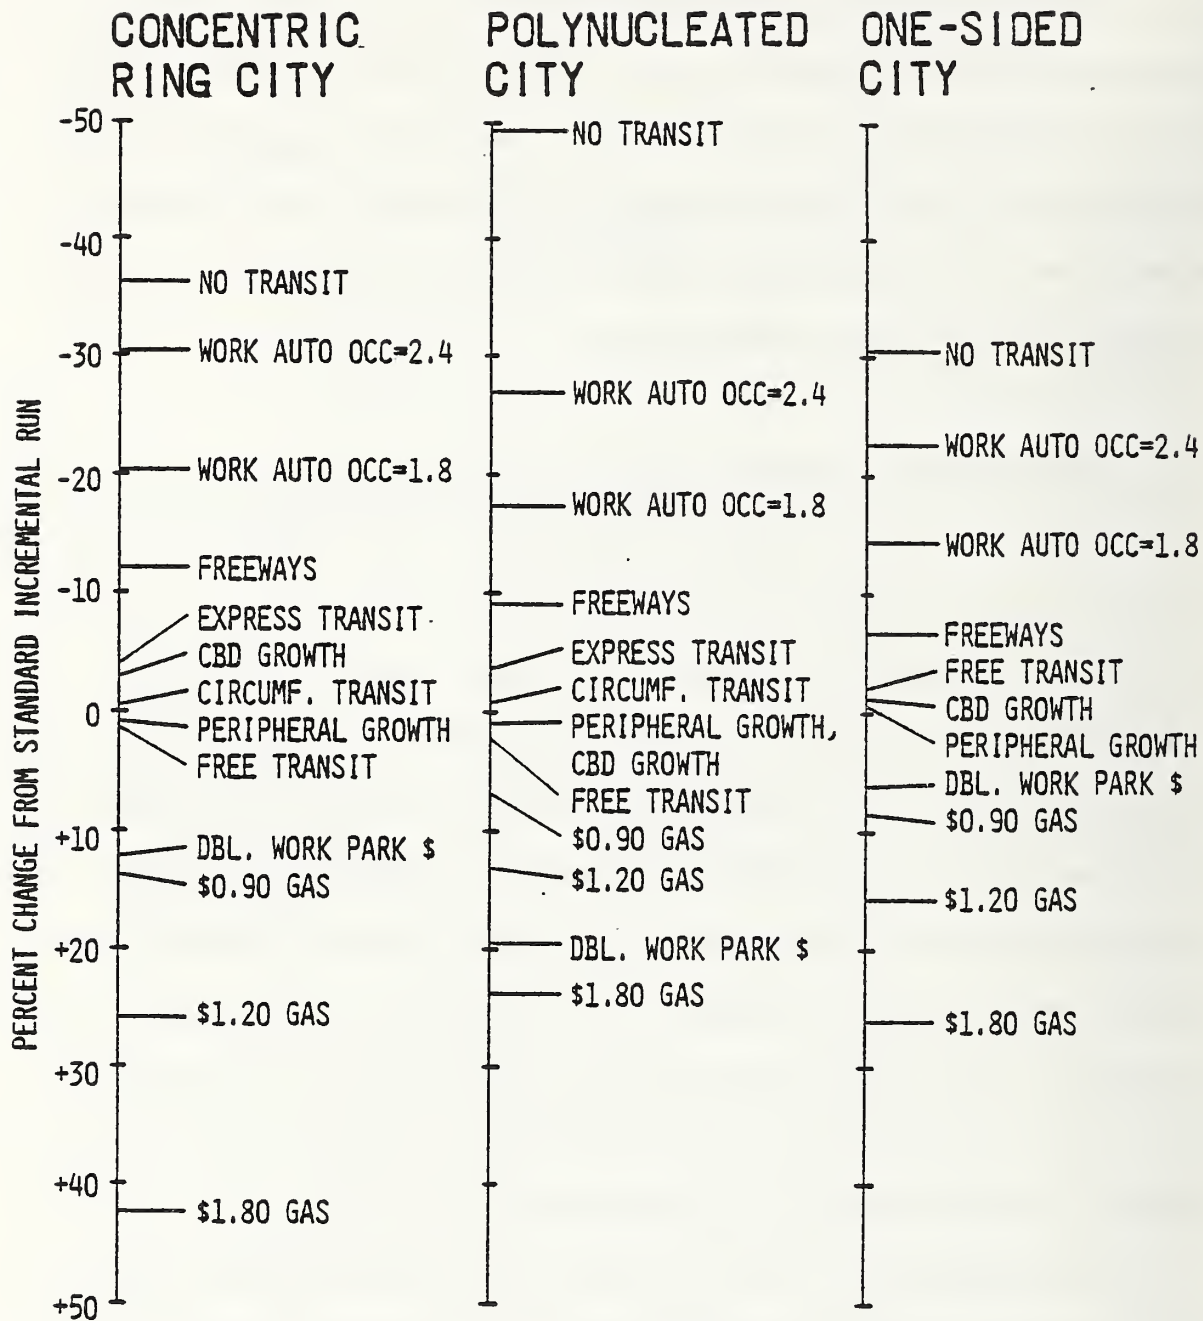 CONCENTRIC
RING CITY
POLYNUCLEATED
CITY
ONE-SIDED
CITY
PERCENT CHANGE FROM STANDARD INCREMENTAL RUN
-50
-40
-30
-20
-10
0
+10
+20
+30
+40
+50
NO TRANSIT
WORK AUTO OCC=2.4
WORK AUTO OCC=1.8
FREEWAYS
EXPRESS TRANSIT
CBD GROWTH
CIRCUMF. TRANSIT
PERIPHERAL GROWTH
FREE TRANSIT
DBL. WORK PARK $
$0.90 GAS
$1.20 GAS
$1.80 GAS
NO TRANSIT
WORK AUTO OCC=2.4
WORK AUTO OCC=1.8
FREEWAYS
EXPRESS TRANSIT
CIRCUMF. TRANSIT
PERIPHERAL GROWTH,
CBD GROWTH
FREE TRANSIT
$0.90 GAS
$1.20 GAS
DBL. WORK PARK $
$1.80 GAS
NO TRANSIT
WORK AUTO OCC=2.4
WORK AUTO OCC=1.8
FREEWAYS
FREE TRANSIT
CBD GROWTH
PERIPHERAL GROWTH
DBL. WORK PARK $
$0.90 GAS
$1.20 GAS
$1.80 GAS